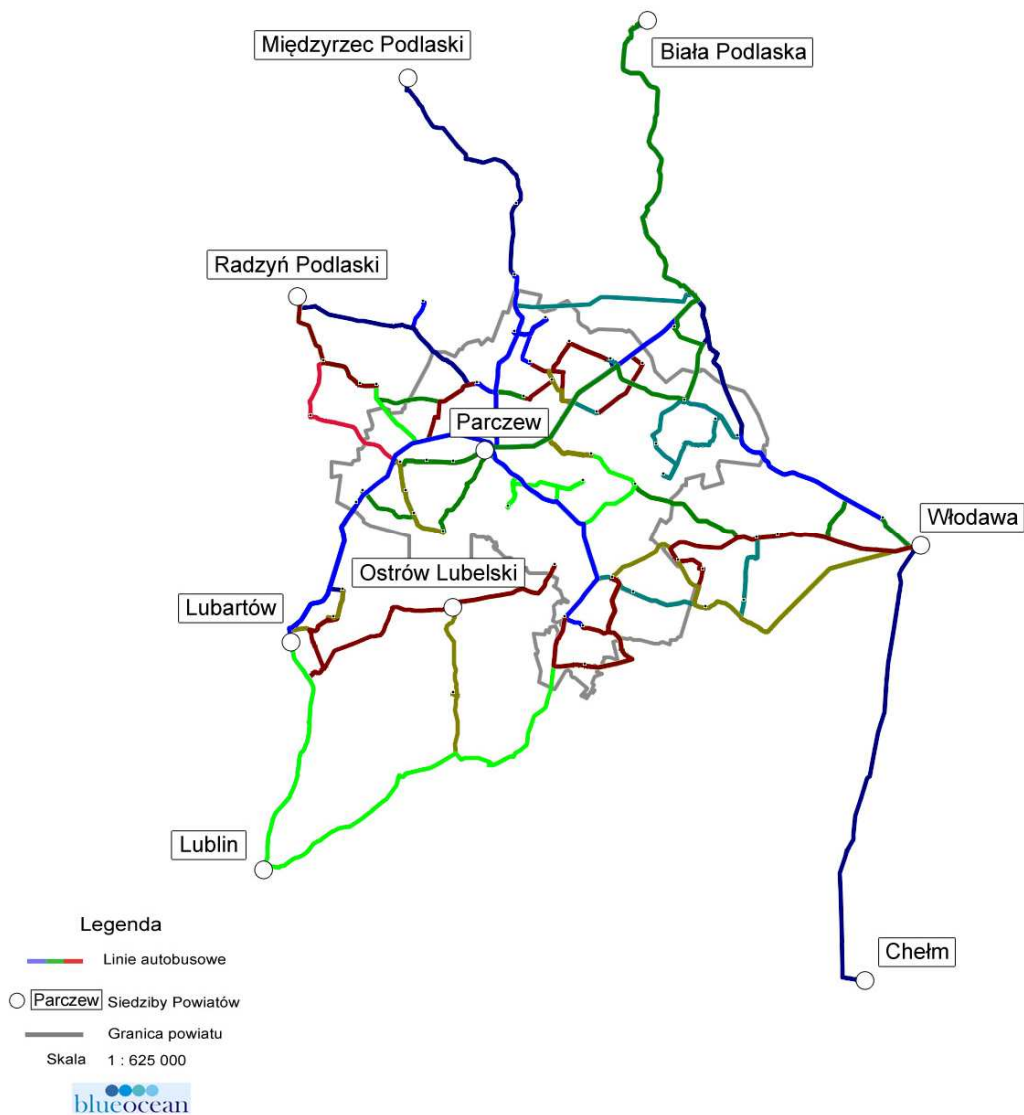 Międzyrzec Podlaski
Biała Podlaska
Radzyń Podlaski
Parczew
Włodawa
Ostrów Lubelski
Lubartów
Lublin
Chełm
Legenda
Linie autobusowe
Parczew Siedziby Powiatów
Granica powiatu
Skala 1 : 625 000
blueocean